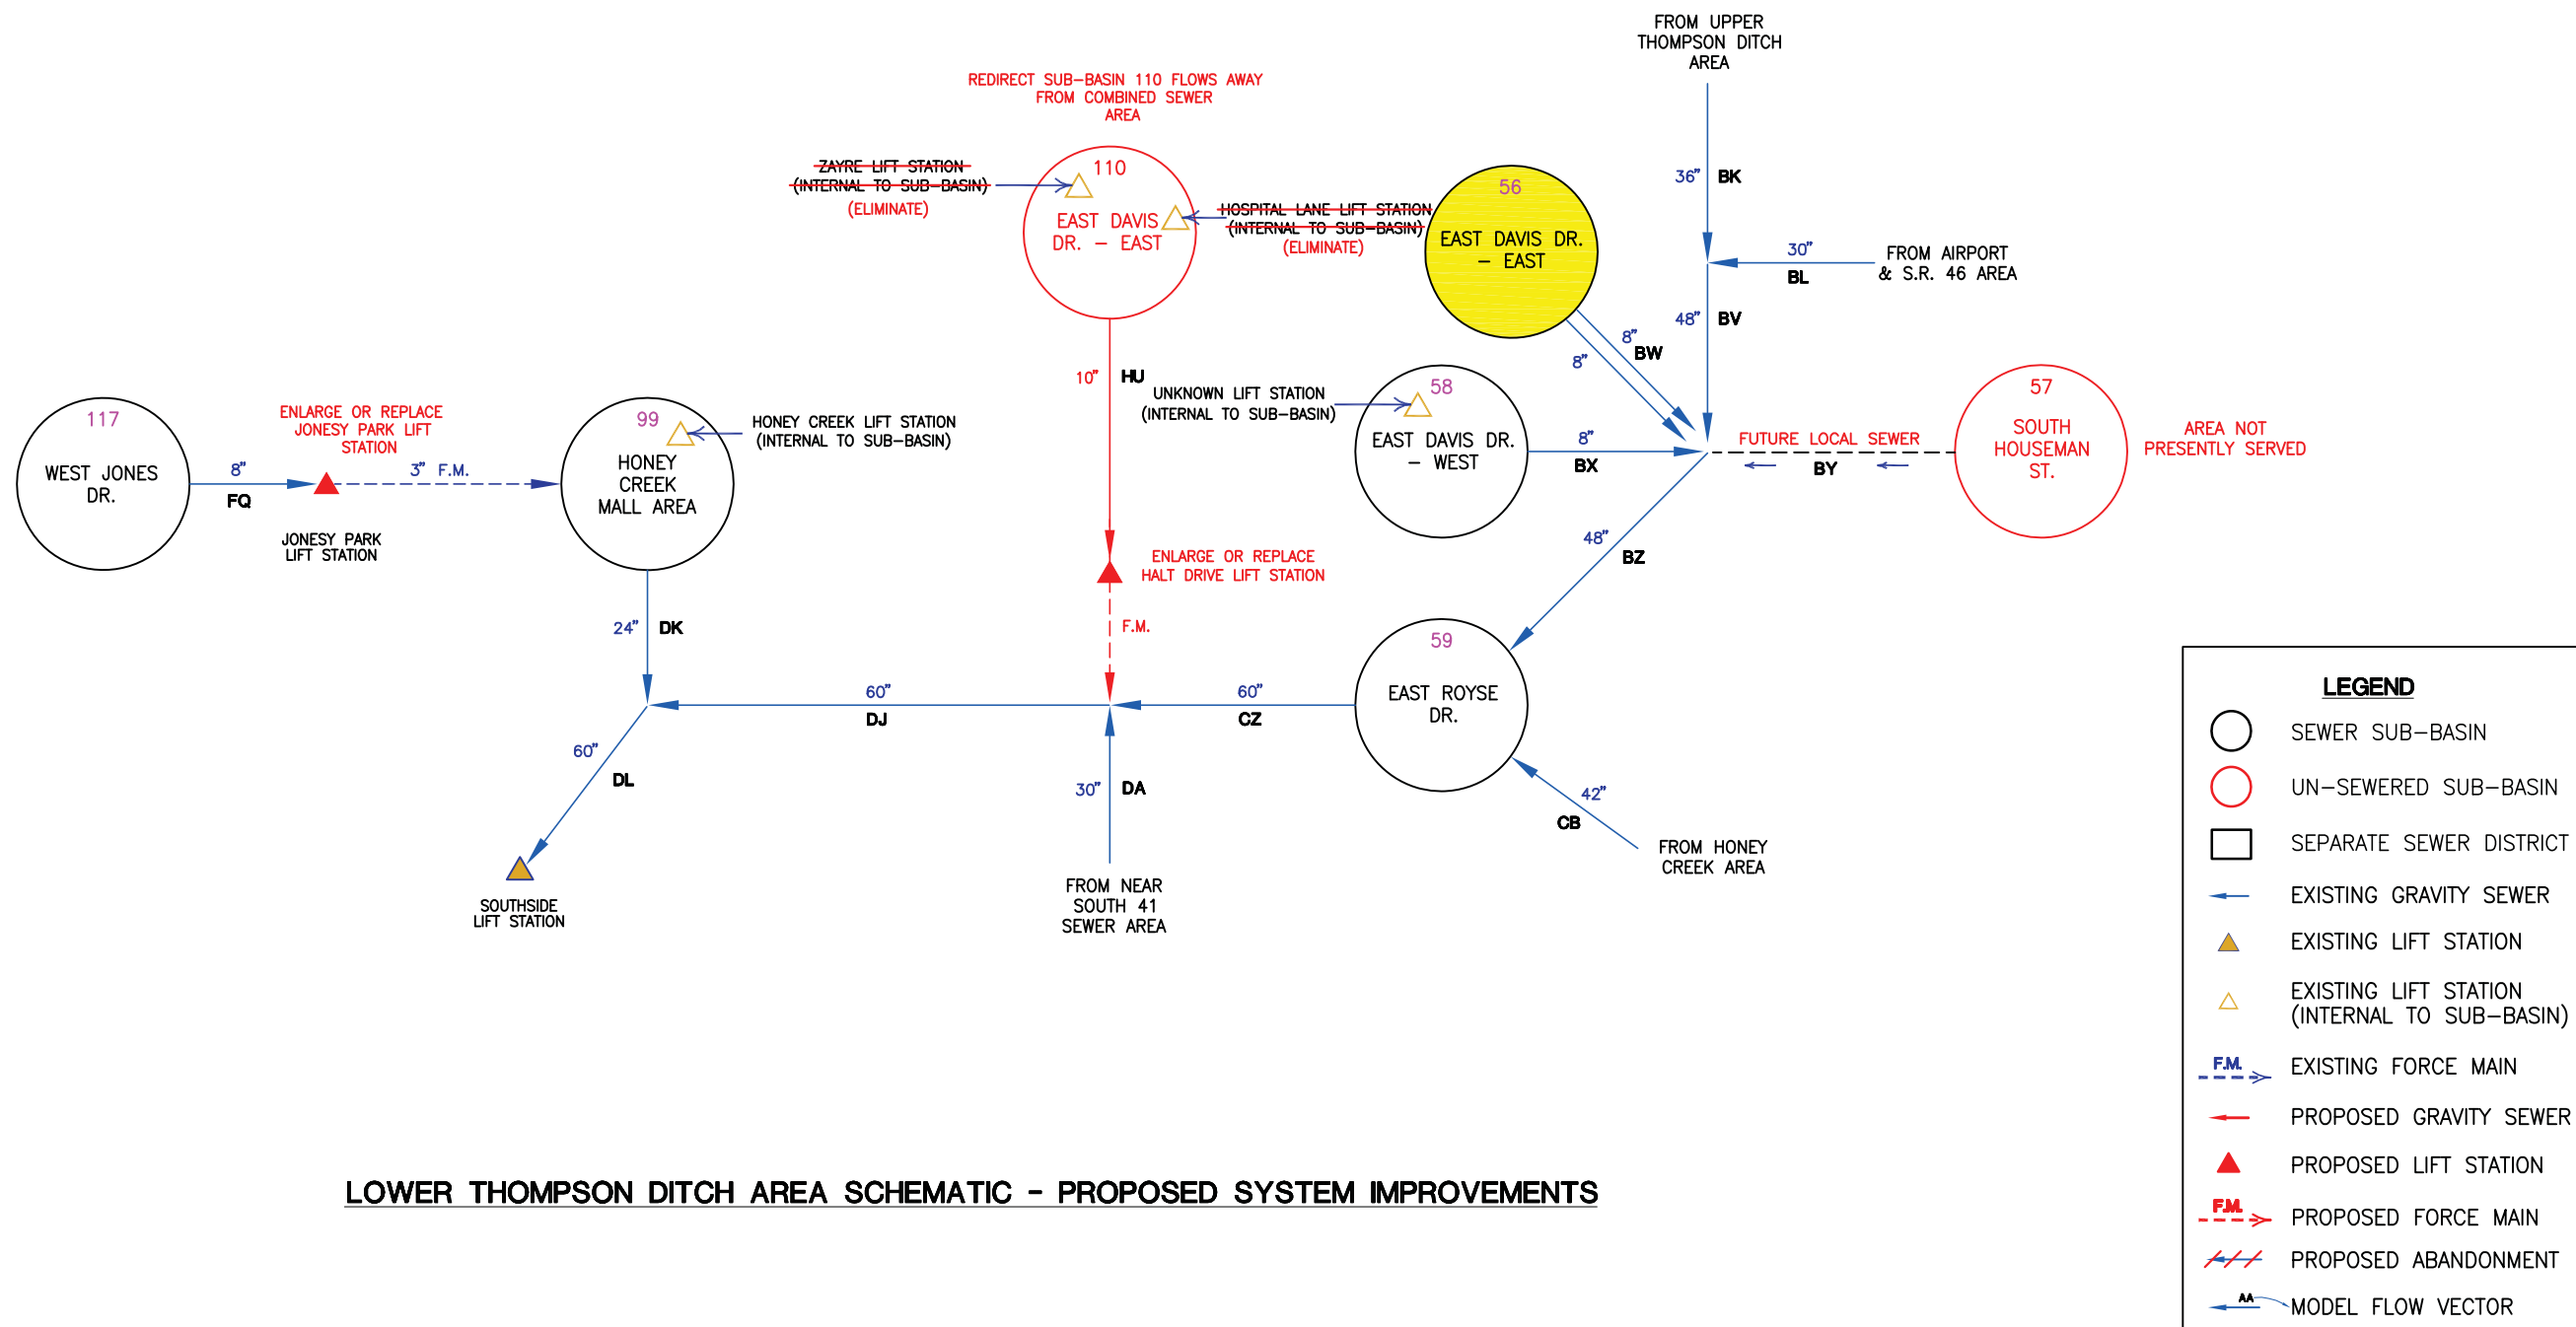 FROM UPPER
THOMPSON DITCH
AREA
REDIRECT SUB-BASIN 110 FLOWS AWAY
FROM COMBINED SEWER
AREA
ZAYRE LIFT STATION
(INTERNAL TO SUB-BASIN)
(ELIMINATE)
110
EAST DAVIS
DR. - EAST
HOSPITAL LANE LIFT STATION
(INTERNAL TO SUB-BASIN)
(ELIMINATE)
56
EAST DAVIS DR.
- EAST
36" BK
30"
BL
FROM AIRPORT
& S.R. 46 AREA
48" BV
8"
BW
8"
10" HU
UNKNOWN LIFT STATION
(INTERNAL TO SUB-BASIN)
58
EAST DAVIS DR.
- WEST
8"
BX
FUTURE LOCAL SEWER
BY
57
SOUTH
HOUSEMAN
ST.
AREA NOT
PRESENTLY SERVED
117
WEST JONES
DR.
8"
FQ
ENLARGE OR REPLACE
JONESY PARK LIFT
STATION
3" F.M.
JONESY PARK
LIFT STATION
99
HONEY
CREEK
MALL AREA
HONEY CREEK LIFT STATION
(INTERNAL TO SUB-BASIN)
48"
BZ
ENLARGE OR REPLACE
HALT DRIVE LIFT STATION
F.M.
24" DK
59
EAST ROYSE
DR.
60"
DJ
60"
CZ
60"
DL
30" DA
42"
CB
FROM HONEY
CREEK AREA
SOUTHSIDE
LIFT STATION
FROM NEAR
SOUTH 41
SEWER AREA
LEGEND
SEWER SUB-BASIN
UN-SEWERED SUB-BASIN
SEPARATE SEWER DISTRICT
EXISTING GRAVITY SEWER
EXISTING LIFT STATION
EXISTING LIFT STATION
(INTERNAL TO SUB-BASIN)
F.M. EXISTING FORCE MAIN
PROPOSED GRAVITY SEWER
PROPOSED LIFT STATION
F.M. PROPOSED FORCE MAIN
PROPOSED ABANDONMENT
AA MODEL FLOW VECTOR
LOWER THOMPSON DITCH AREA SCHEMATIC - PROPOSED SYSTEM IMPROVEMENTS